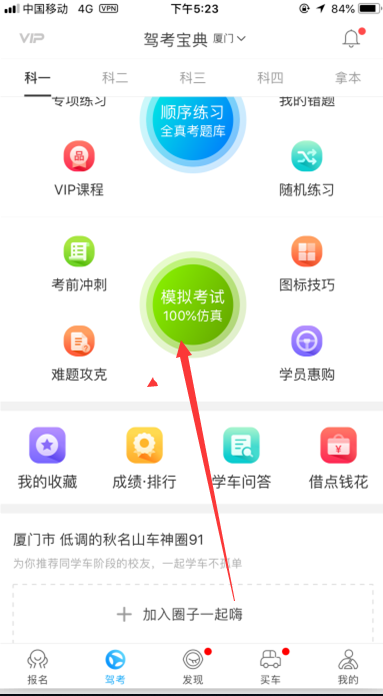 中国移动 4G VPN 下午5:23 84%
VIP 驾考宝典 厦门
科一 科二 科三 科四 拿本
专项练习 顺序练习 我的错题
全真考题库
VIP课程 随机练习
模拟考试
100%仿真
考前冲刺 图标技巧
难题攻克 学员惠购
我的收藏 成绩·排行 学车问答 借点钱花
厦门市 低调的秋名山车神圈91
为你推荐同学车阶段的校友，一起学车不孤单
加入圈子一起嗨
报名 驾考 发现 买车 我的